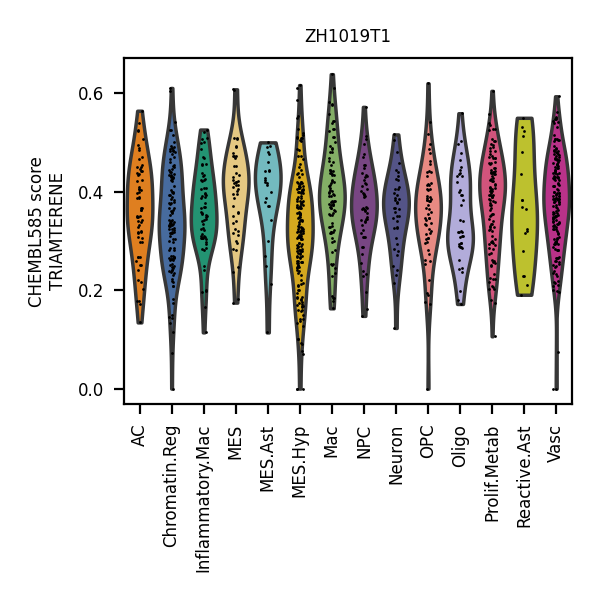 ZH1019T1
CHEMBL585 score
TRIAMTERENE
0.6
0.4
0.2
0.0
AC
Chromatin.Reg
Inflammatory.Mac
MES
MES.Ast
MES.Hyp
Mac
NPC
Neuron
OPC
Oligo
Prolif.Metab
Reactive.Ast
Vasc